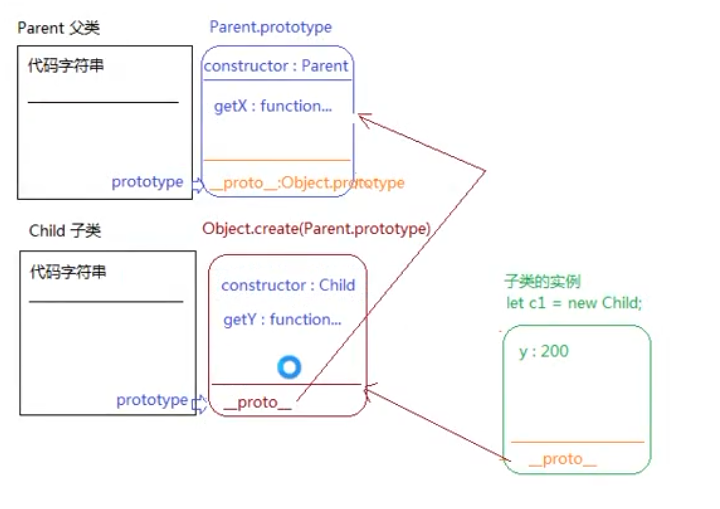 Parent 父类
Parent.prototype
代码字符串
constructor : Parent
getX : function...
prototype
__proto__:Object.prototype
Child 子类
Object.create(Parent.prototype)
代码字符串
constructor : Child
getY : function...
prototype
__proto__
子类的实例
let c1 = new Child;
y : 200
__proto__